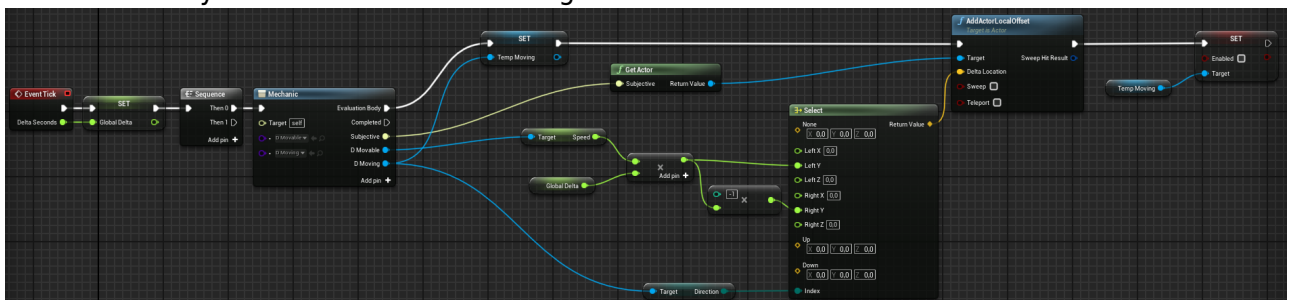 Event Tick
Delta Seconds
SET
Global Delta
Sequence
Then 0
Then 1
Add pin +
Mechanic
Evaluation Body
Target self
Completed
D Movable
Subjective
D Moving
D Movable
D Moving
Add pin +
SET
Temp Moving
f Get Actor
Subjective Return Value
Target Speed
Global Delta
×
Add pin +
-1 ×
Target Direction
Select
None Return Value
X 0,0 Y 0,0 Z 0,0
Left X 0,0
Left Y
Left Z 0,0
Right X 0,0
Right Y
Right Z 0,0
Up
X 0,0 Y 0,0 Z 0,0
Down
X 0,0 Y 0,0 Z 0,0
Index
f AddActorLocalOffset
Target is Actor
Target Sweep Hit Result
Delta Location
Sweep
Teleport
Temp Moving
SET
Enabled
Target